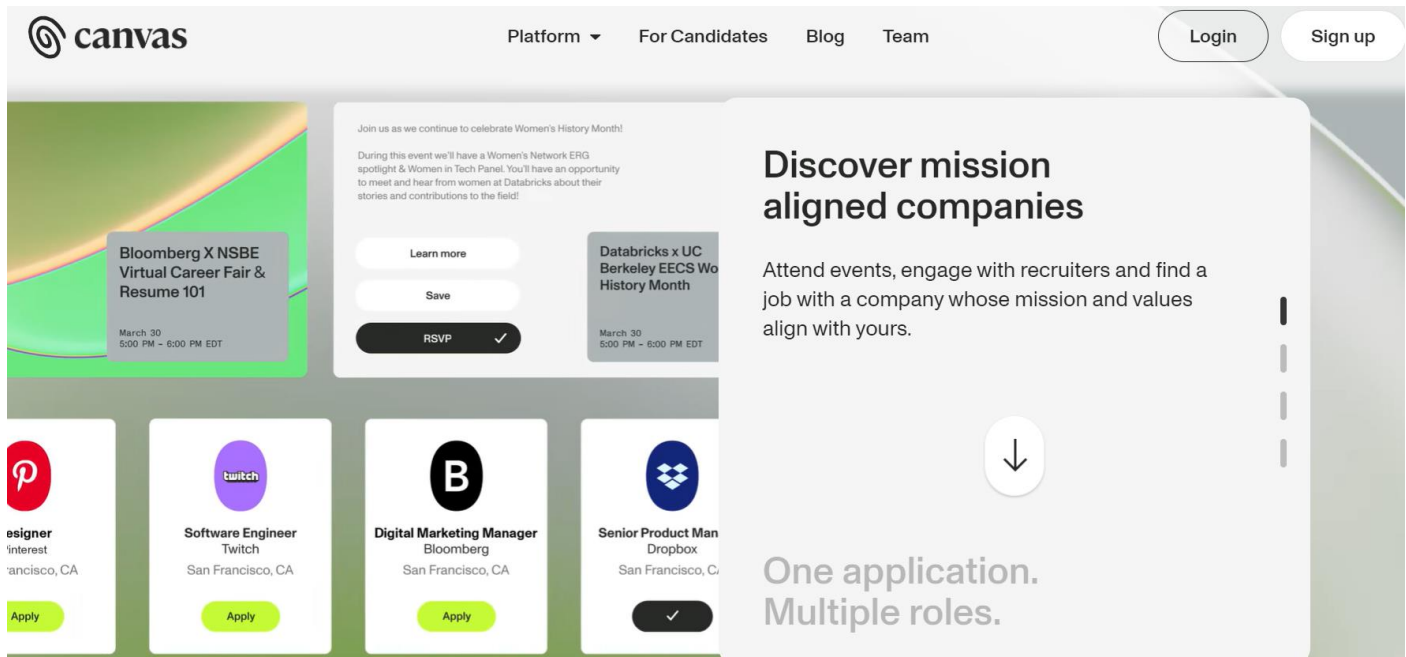 canvas
Platform
For Candidates
Blog
Team
Login
Sign up
Bloomberg X NSBE
Virtual Career Fair &
Resume 101
March 30
5:00 PM – 6:00 PM EDT
Join us as we continue to celebrate Women's History Month!
During this event we'll have a Women's Network ERG
spotlight & Women in Tech Panel. You'll have an opportunity
to meet and hear from women at Databricks about their
stories and contributions to the field!
Learn more
Save
RSVP
Databricks x UC
Berkeley EECS Wo
History Month
March 30
5:00 PM – 6:00 PM EDT
Discover mission
aligned companies
Attend events, engage with recruiters and find a
job with a company whose mission and values
align with yours.
One application.
Multiple roles.
esigner
interest
rancisco, CA
Apply
twitch
Software Engineer
Twitch
San Francisco, CA
Apply
B
Digital Marketing Manager
Bloomberg
San Francisco, CA
Apply
Senior Product Man
Dropbox
San Francisco, C